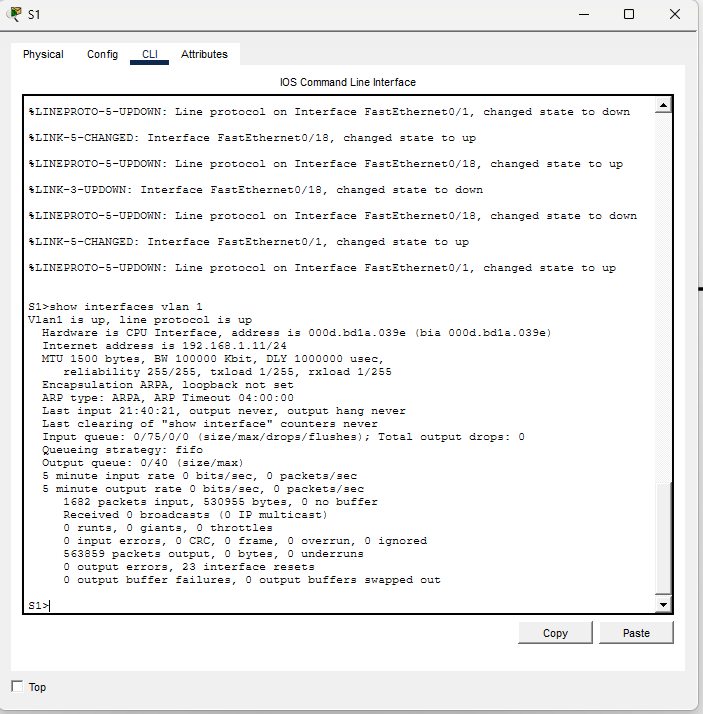 S1
Physical Config CLI Attributes
IOS Command Line Interface
%LINEPROTO-5-UPDOWN: Line protocol on Interface FastEthernet0/1, changed state to down
%LINK-5-CHANGED: Interface FastEthernet0/18, changed state to up
%LINEPROTO-5-UPDOWN: Line protocol on Interface FastEthernet0/18, changed state to up
%LINK-3-UPDOWN: Interface FastEthernet0/18, changed state to down
%LINEPROTO-5-UPDOWN: Line protocol on Interface FastEthernet0/18, changed state to down
%LINK-5-CHANGED: Interface FastEthernet0/1, changed state to up
%LINEPROTO-5-UPDOWN: Line protocol on Interface FastEthernet0/1, changed state to up
S1>show interfaces vlan 1
Vlan1 is up, line protocol is up
Hardware is CPU Interface, address is 000d.bd1a.039e (bia 000d.bd1a.039e)
Internet address is 192.168.1.11/24
MTU 1500 bytes, BW 100000 Kbit, DLY 1000000 usec,
reliability 255/255, txload 1/255, rxload 1/255
Encapsulation ARPA, loopback not set
ARP type: ARPA, ARP Timeout 04:00:00
Last input 21:40:21, output never, output hang never
Last clearing of "show interface" counters never
Input queue: 0/75/0/0 (size/max/drops/flushes); Total output drops: 0
Queueing strategy: fifo
Output queue: 0/40 (size/max)
5 minute input rate 0 bits/sec, 0 packets/sec
5 minute output rate 0 bits/sec, 0 packets/sec
1682 packets input, 530955 bytes, 0 no buffer
Received 0 broadcasts (0 IP multicast)
0 runts, 0 giants, 0 throttles
0 input errors, 0 CRC, 0 frame, 0 overrun, 0 ignored
563859 packets output, 0 bytes, 0 underruns
0 output errors, 23 interface resets
0 output buffer failures, 0 output buffers swapped out
S1>
Copy Paste
Top